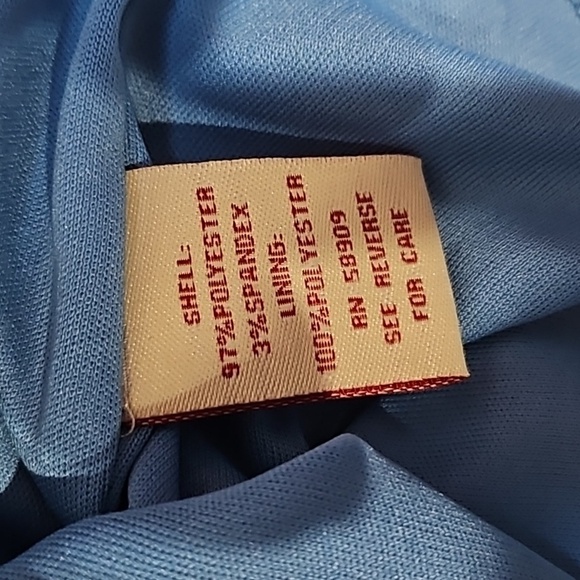 SHELL:
97%POLYESTER
3%SPANDEX
LINING:
100%POLYESTER
RN 58909
SEE REVERSE
FOR CARE